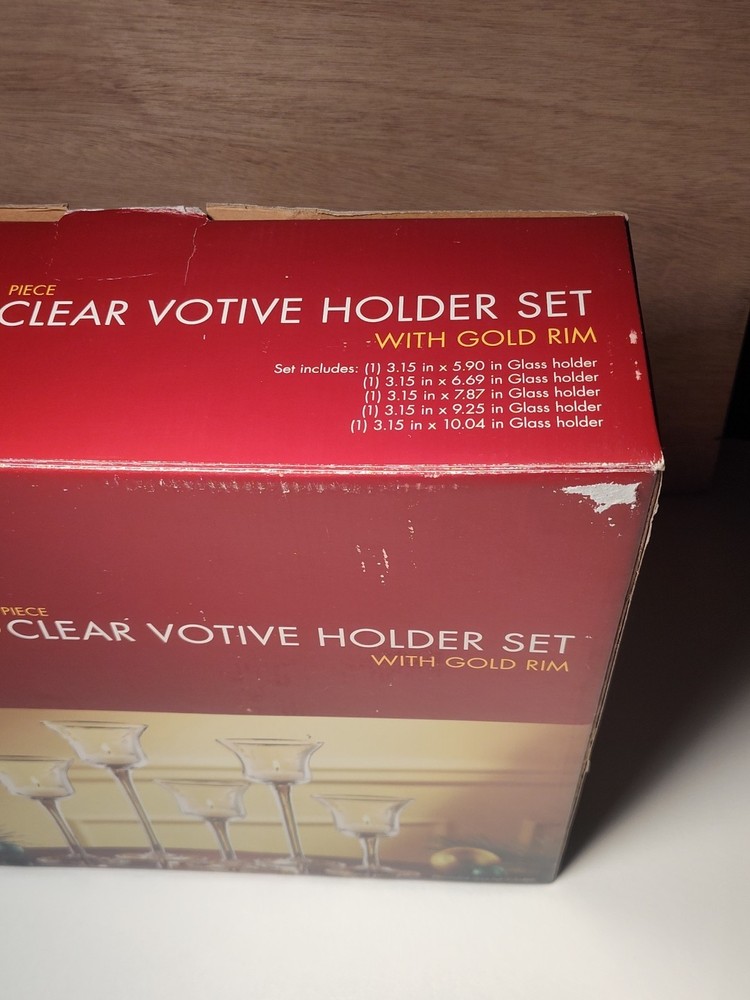 PIECE
CLEAR VOTIVE HOLDER SET
WITH GOLD RIM
Set includes: (1) 3.15 in x 5.90 in Glass holder
(1) 3.15 in x 6.69 in Glass holder
(1) 3.15 in x 7.87 in Glass holder
(1) 3.15 in x 9.25 in Glass holder
(1) 3.15 in x 10.04 in Glass holder
PIECE
CLEAR VOTIVE HOLDER SET
WITH GOLD RIM